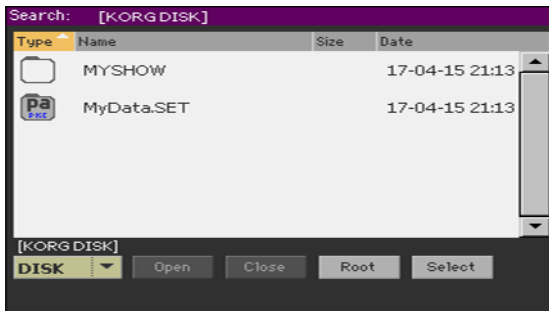 Search: [KORG DISK]
Type Name Size Date
MYSHOW 17-04-15 21:13
pa PKG MyData.SET 17-04-15 21:13
[KORG DISK]
DISK Open Close Root Select